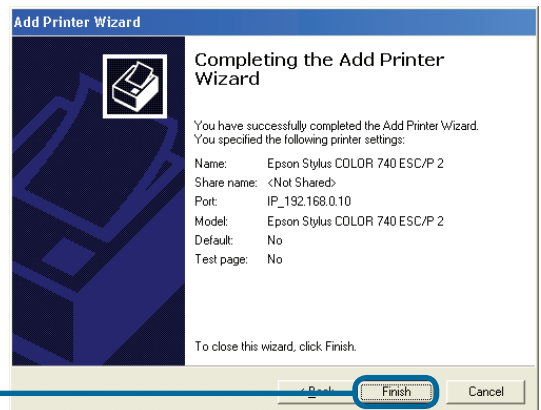 Add Printer Wizard
Completing the Add Printer
Wizard
You have successfully completed the Add Printer Wizard.
You specified the following printer settings:
Name: Epson Stylus COLOR 740 ESC/P 2
Share name: <Not Shared>
Port: IP_192.168.0.10
Model: Epson Stylus COLOR 740 ESC/P 2
Default: No
Test page: No
To close this wizard, click Finish.
Finish Cancel